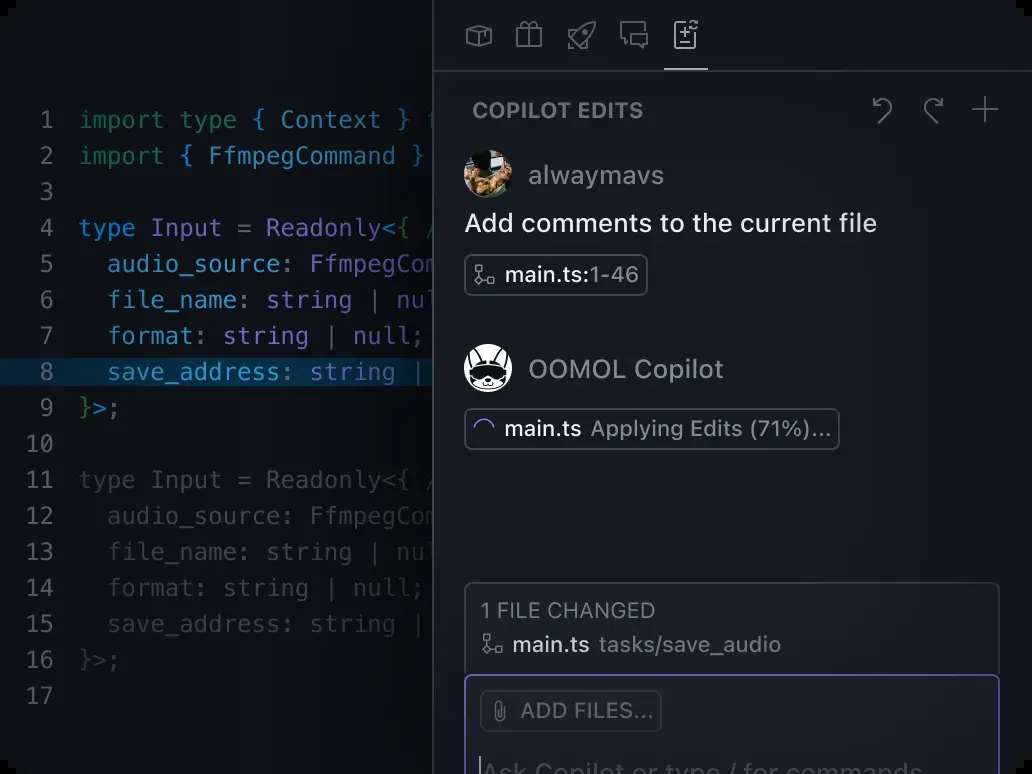 1 import type { Context }
2 import { FfmpegCommand }
3
4 type Input = Readonly<{ /
5 audio_source: FfmpegCom
6 file_name: string | nul
7 format: string | null;
8 save_address: string |
9 }>;
10
11 type Input = Readonly<{ /
12 audio_source: FfmpegCom
13 file_name: string | nul
14 format: string | null;
15 save_address: string |
16 }>;
17
COPILOT EDITS
alwaymavs
Add comments to the current file
main.ts:1-46
OOMOL Copilot
main.ts Applying Edits (71%)...
1 FILE CHANGED
main.ts tasks/save_audio
ADD FILES...
Ask Copilot or type / for commands